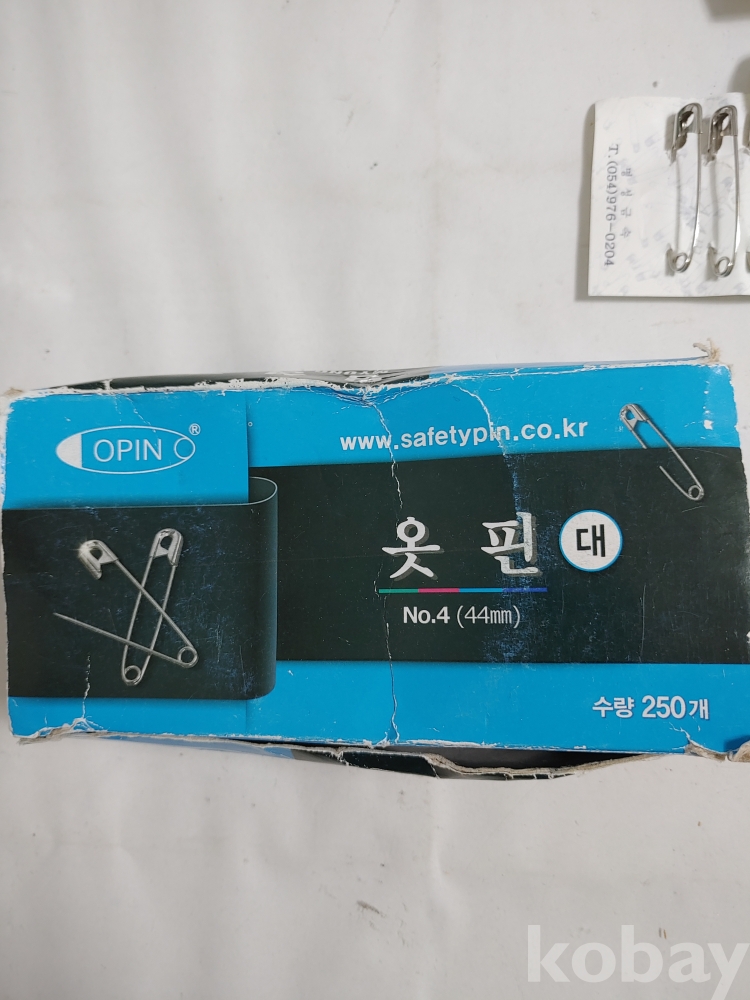 T.(054)976-0204
OPIN
®
www.safetypin.co.kr
옷 핀 대
No.4 (44㎜)
수량 250개
kobay